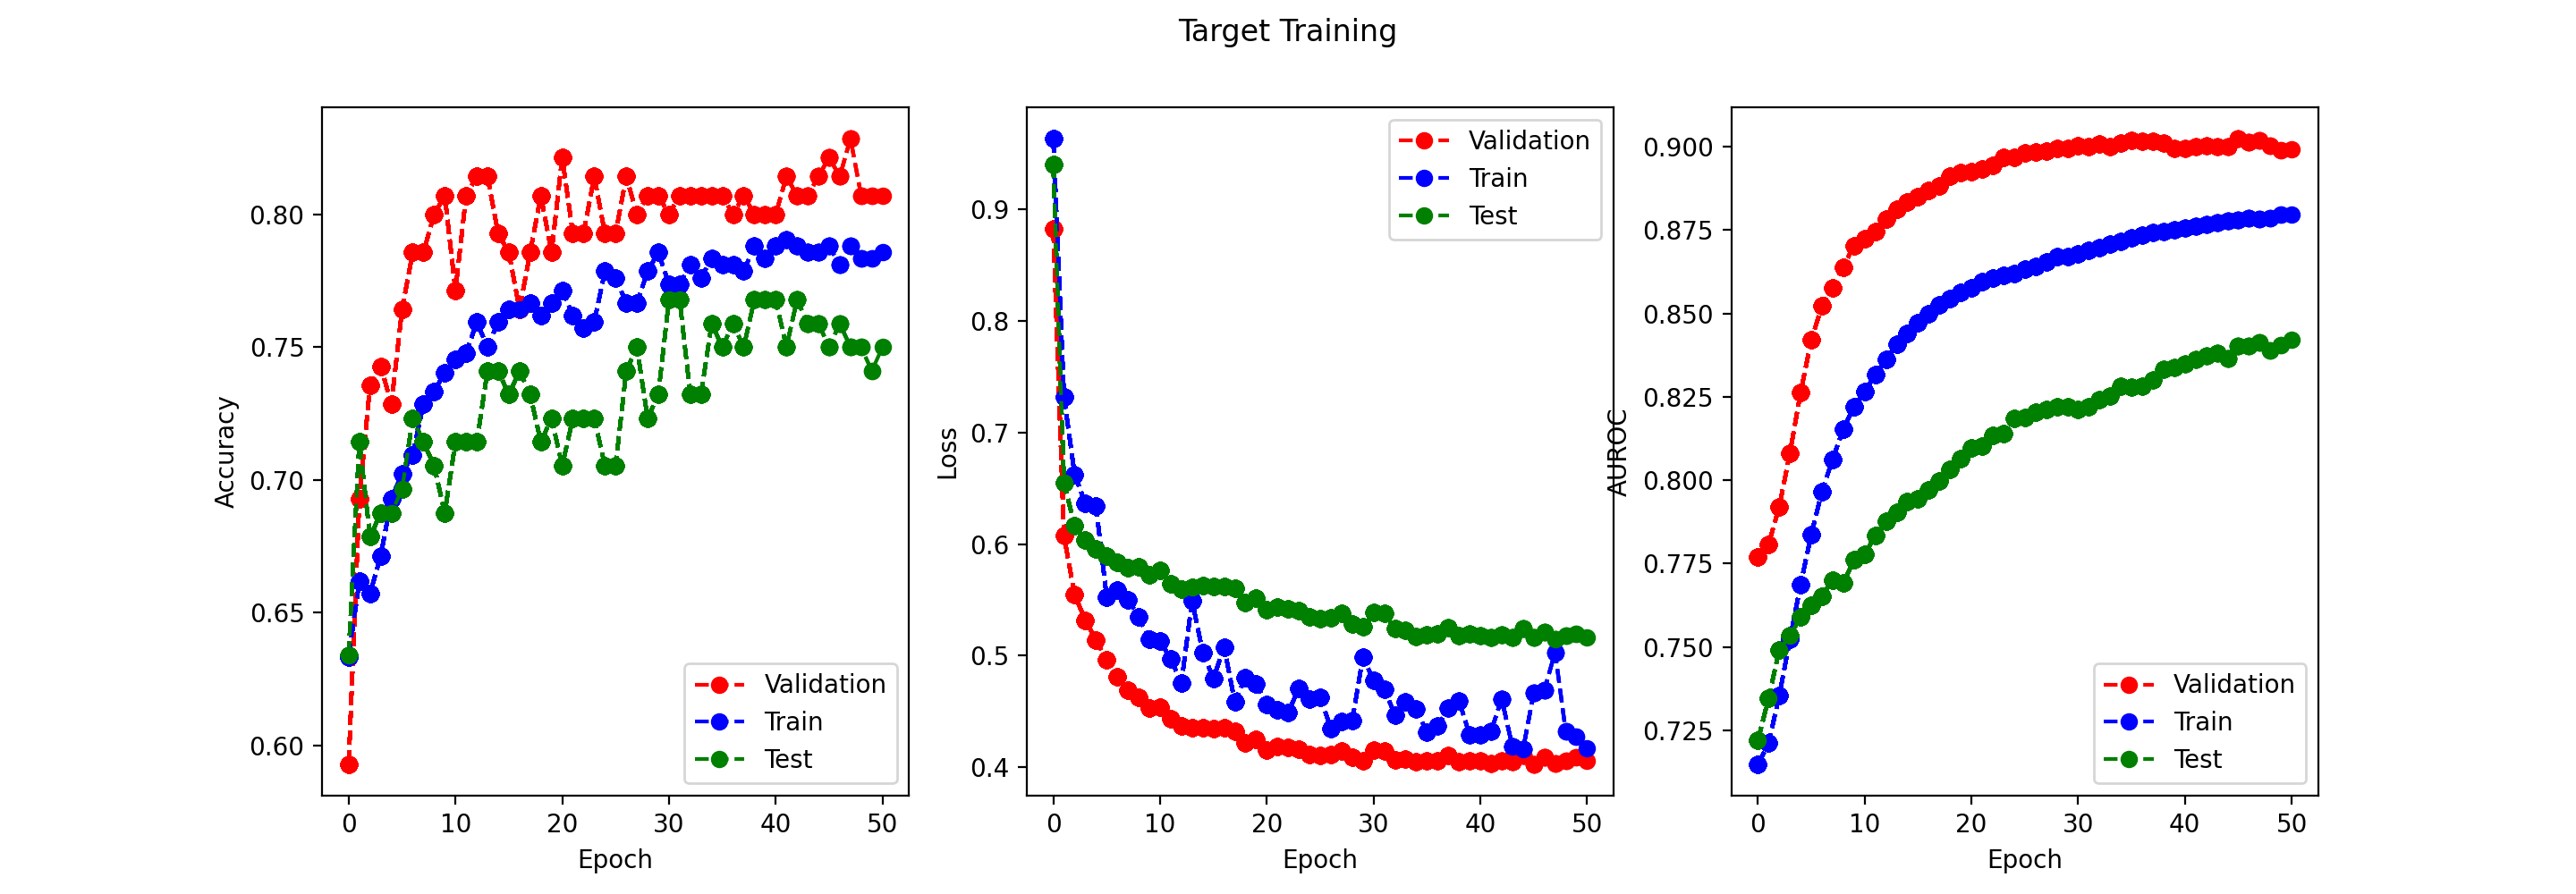 Target Training
Accuracy
0.80
0.75
0.70
0.65
0.60
0 10 20 30 40 50
Epoch
Validation
Train
Test
Loss
0.9
0.8
0.7
0.6
0.5
0.4
0 10 20 30 40 50
Epoch
Validation
Train
Test
AUROC
0.900
0.875
0.850
0.825
0.800
0.775
0.750
0.725
0 10 20 30 40 50
Epoch
Validation
Train
Test